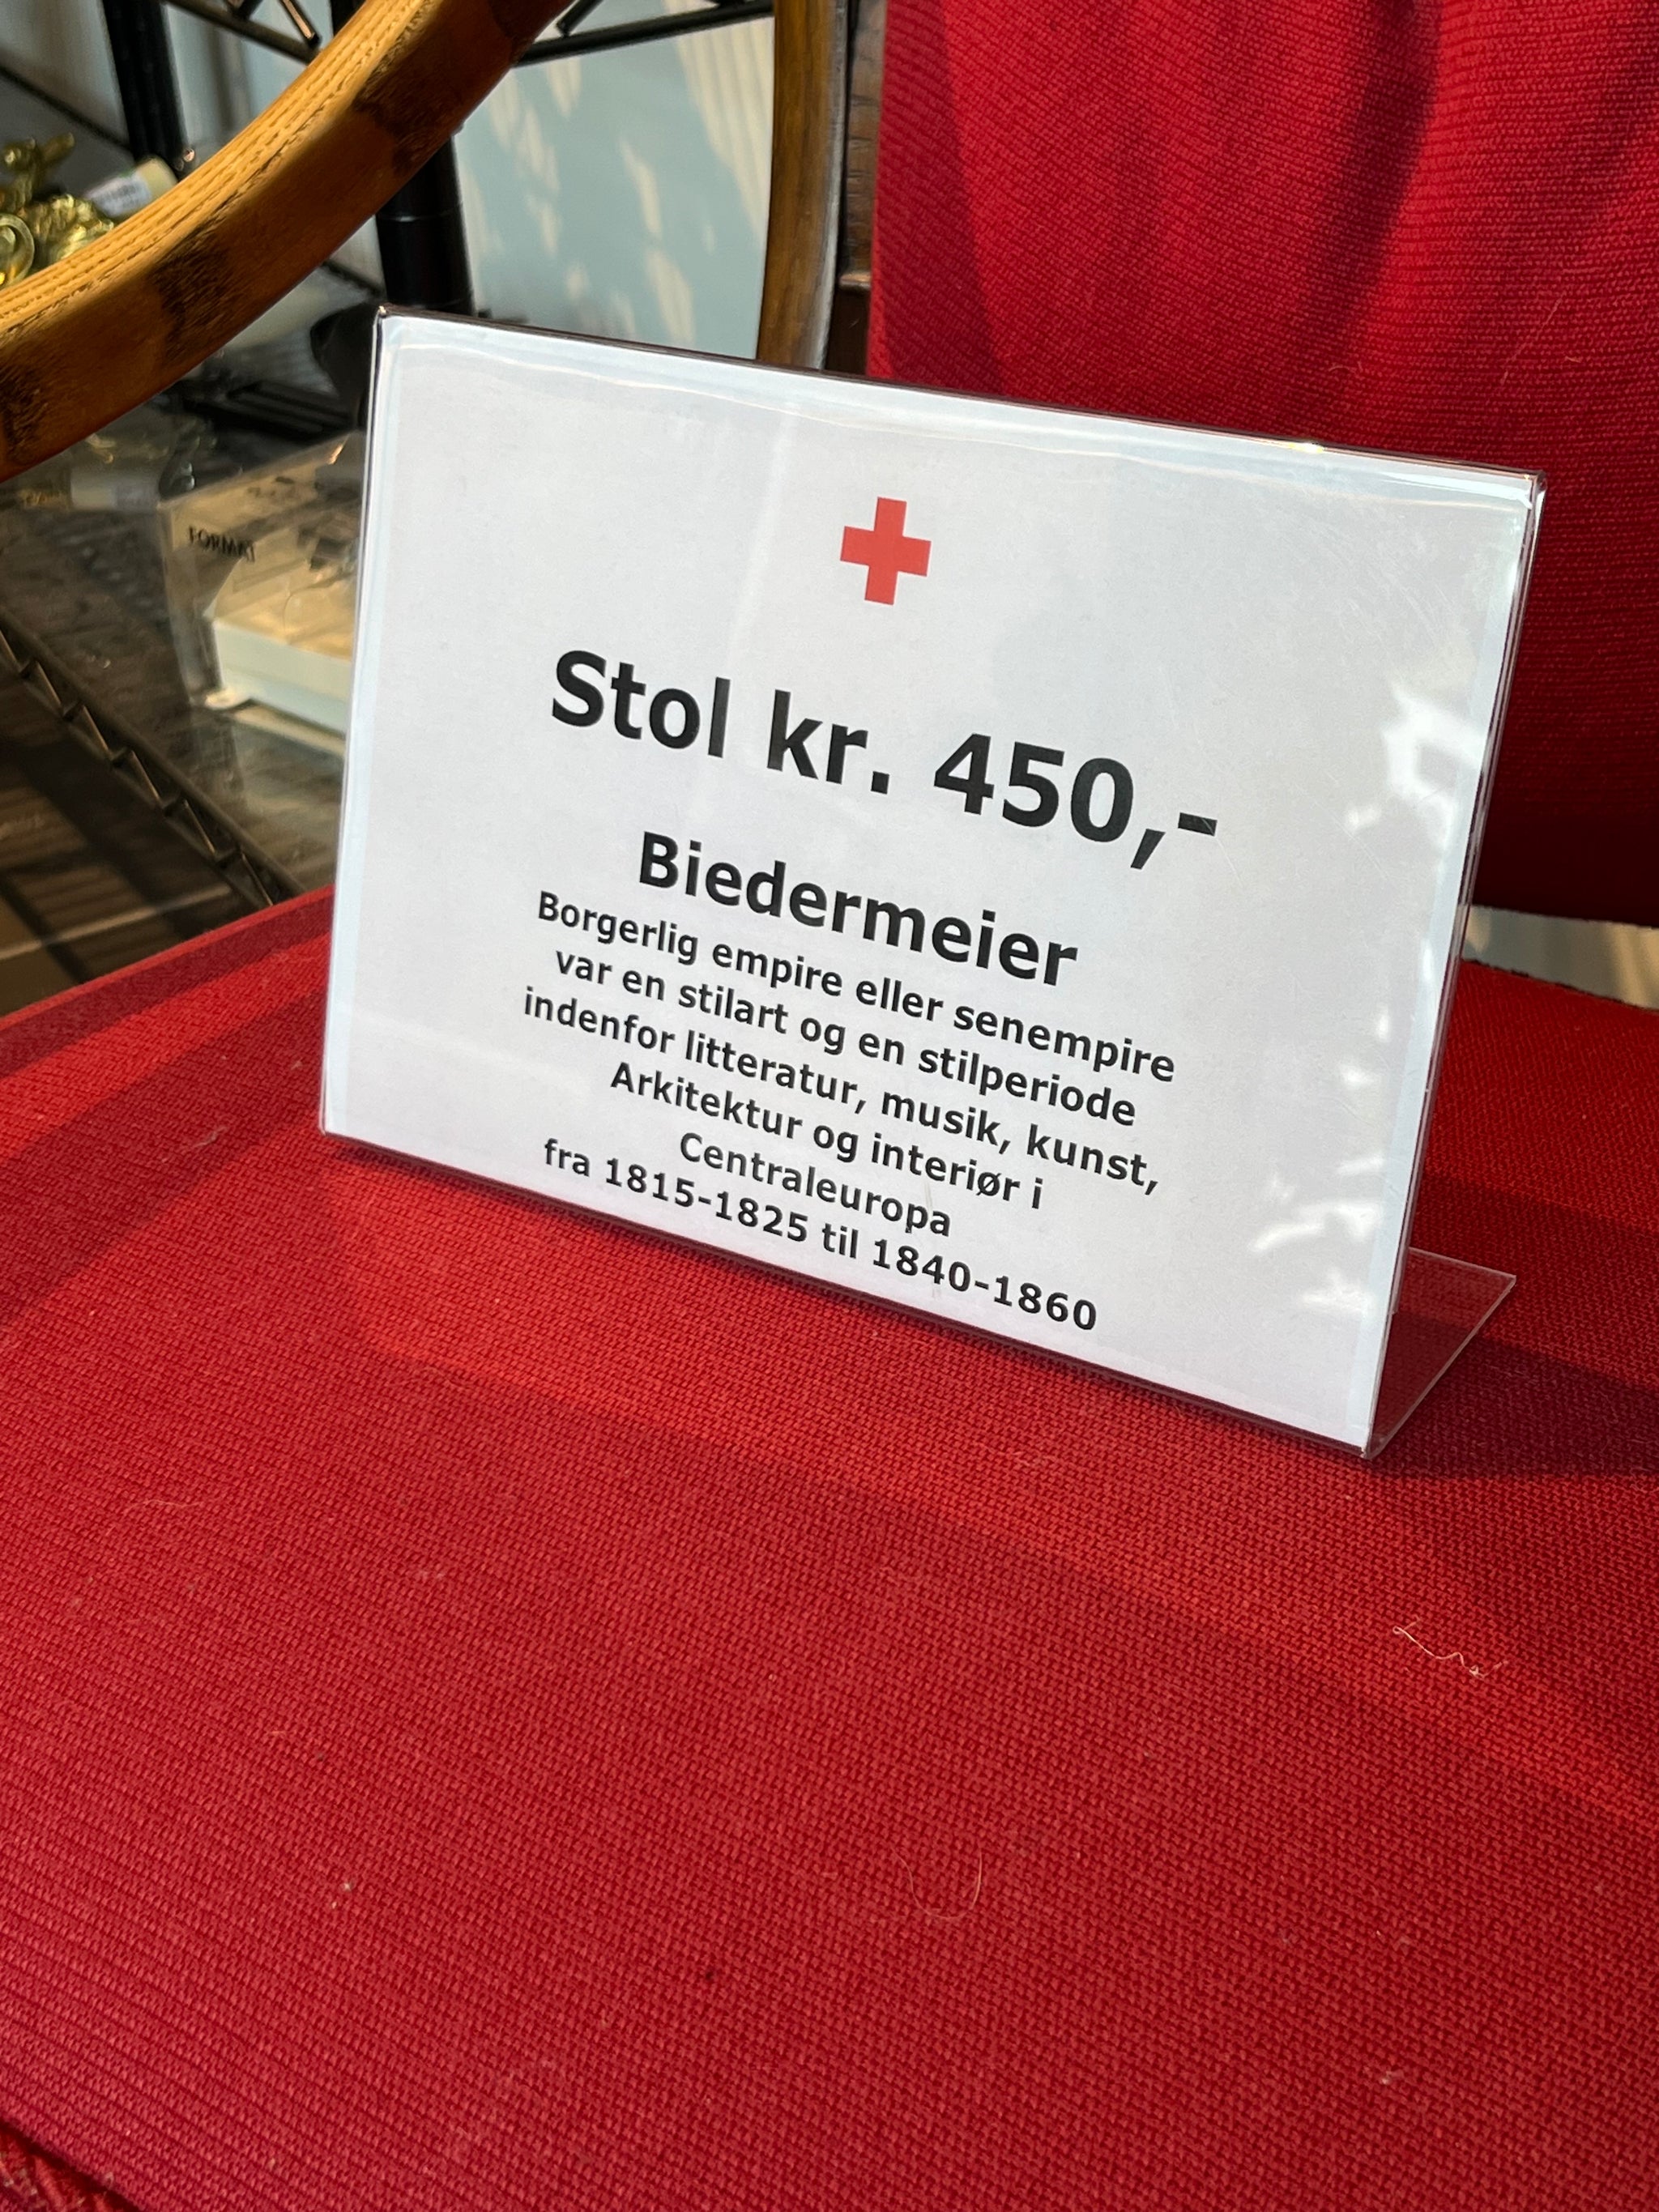 FORMAT
Stol kr. 450,-
Biedermeier
Borgerlig empire eller senempire
var en stilart og en stilperiode
indenfor litteratur, musik, kunst,
Arkitektur og interiør i
Centraleuropa
fra 1815-1825 til 1840-1860